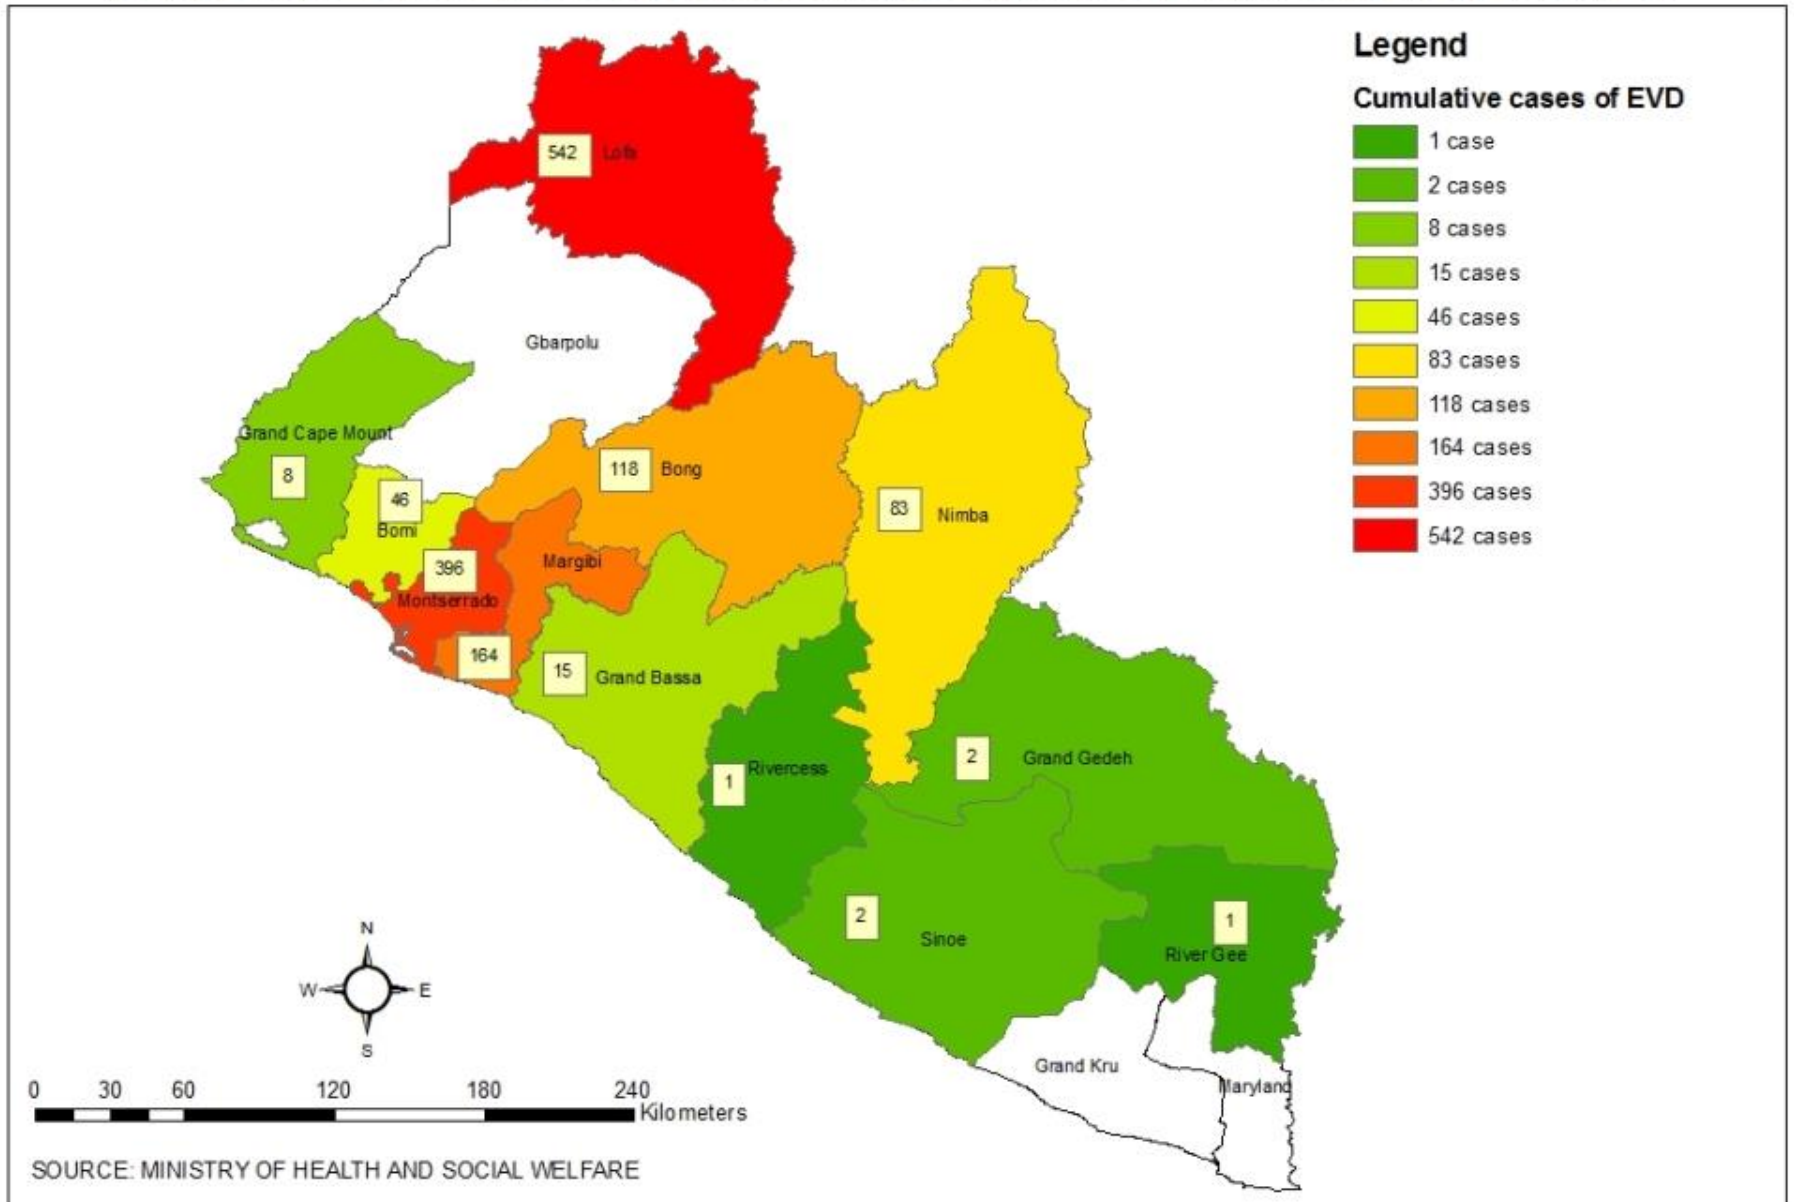 Legend
Cumulative cases of EVD
1 case
2 cases
8 cases
15 cases
46 cases
83 cases
118 cases
164 cases
396 cases
542 cases
542 Lofa
Gbarpolu
Grand Cape Mount
8
46
Bomi
118 Bong
83 Nimba
396
Montserrado
Margibi
164
15 Grand Bassa
1 Rivercess
2 Grand Gedeh
2
Sinoe
1
River Gee
Grand Kru
Maryland
N
W E
S
0 30 60 120 180 240
Kilometers
SOURCE: MINISTRY OF HEALTH AND SOCIAL WELFARE